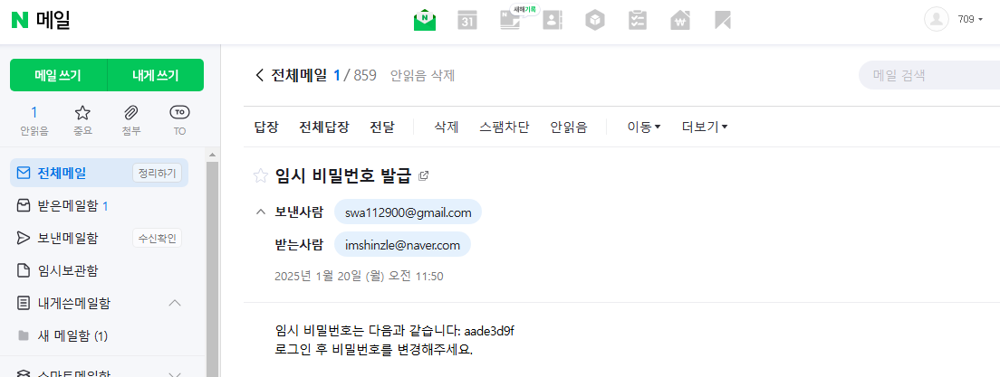 N 메일
31
새해기록
709
메일 쓰기 내게 쓰기
1 안읽음
중요
첨부
TO TO
전체메일 정리하기
받은메일함 1
보낸메일함 수신확인
임시보관함
내게쓴메일함
새 메일함 (1)
스마트메일함
전체메일 1 / 859 안읽음 삭제
메일 검색
답장 전체답장 전달 삭제 스팸차단 안읽음 이동 더보기
임시 비밀번호 발급
보낸사람 swa112900@gmail.com
받는사람 imshinzle@naver.com
2025년 1월 20일 (월) 오전 11:50
임시 비밀번호는 다음과 같습니다: aade3d9f
로그인 후 비밀번호를 변경해주세요.